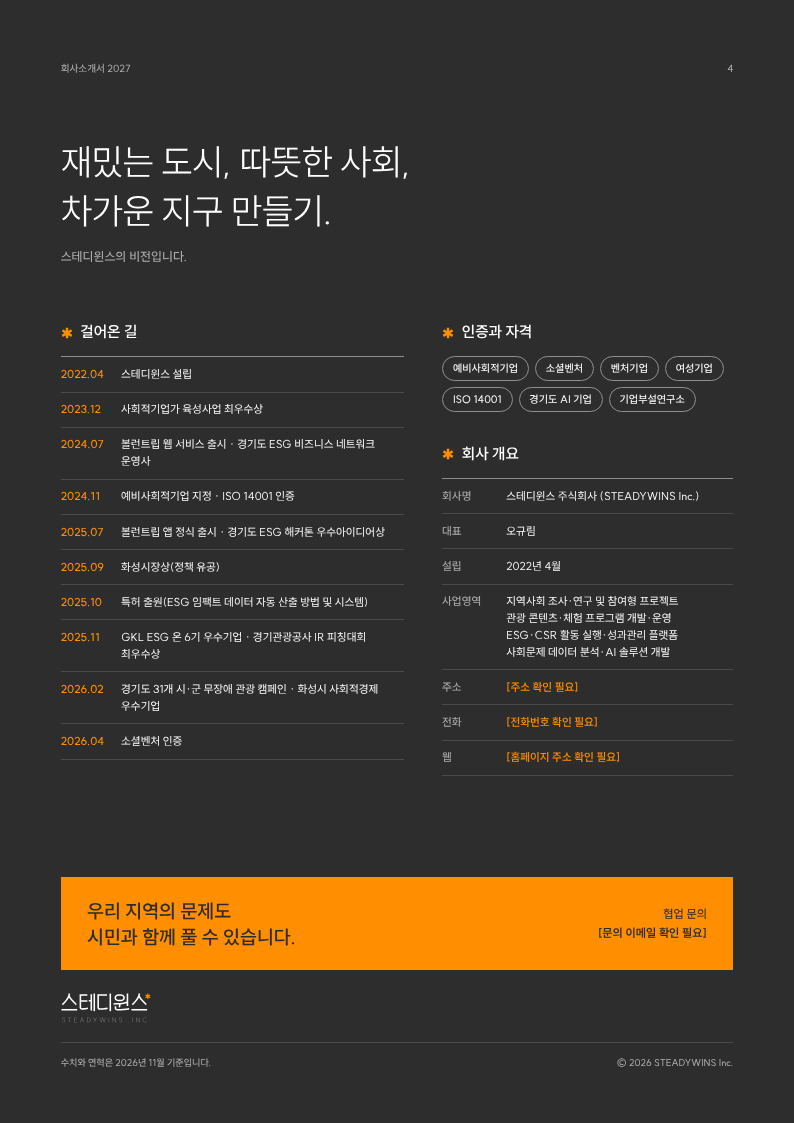 회사소개서 2027
4
재밌는 도시, 따뜻한 사회,
차가운 지구 만들기.
스테디윈스의 비전입니다.
✱ 걸어온 길
2022.04 스테디윈스 설립
2023.12 사회적기업가 육성사업 최우수상
2024.07 볼런트립 웹 서비스 출시 · 경기도 ESG 비즈니스 네트워크
운영사
2024.11 예비사회적기업 지정 · ISO 14001 인증
2025.07 볼런트립 앱 정식 출시 · 경기도 ESG 해커톤 우수아이디어상
2025.09 화성시장상(정책 유공)
2025.10 특허 출원(ESG 임팩트 데이터 자동 산출 방법 및 시스템)
2025.11 GKL ESG 온 6기 우수기업 · 경기관광공사 IR 피칭대회
최우수상
2026.02 경기도 31개 시·군 무장애 관광 캠페인 · 화성시 사회적경제
우수기업
2026.04 소셜벤처 인증
✱ 인증과 자격
예비사회적기업 소셜벤처 벤처기업 여성기업
ISO 14001 경기도 AI 기업 기업부설연구소
✱ 회사 개요
회사명 스테디윈스 주식회사 (STEADYWINS Inc.)
대표 오규림
설립 2022년 4월
사업영역 지역사회 조사·연구 및 참여형 프로젝트
관광 콘텐츠·체험 프로그램 개발·운영
ESG·CSR 활동 실행·성과관리 플랫폼
사회문제 데이터 분석·AI 솔루션 개발
주소 [주소 확인 필요]
전화 [전화번호 확인 필요]
웹 [홈페이지 주소 확인 필요]
우리 지역의 문제도
시민과 함께 풀 수 있습니다.
협업 문의
[문의 이메일 확인 필요]
스테디윈스*
STEADYWINS INC
수치와 연혁은 2026년 11월 기준입니다.
© 2026 STEADYWINS Inc.